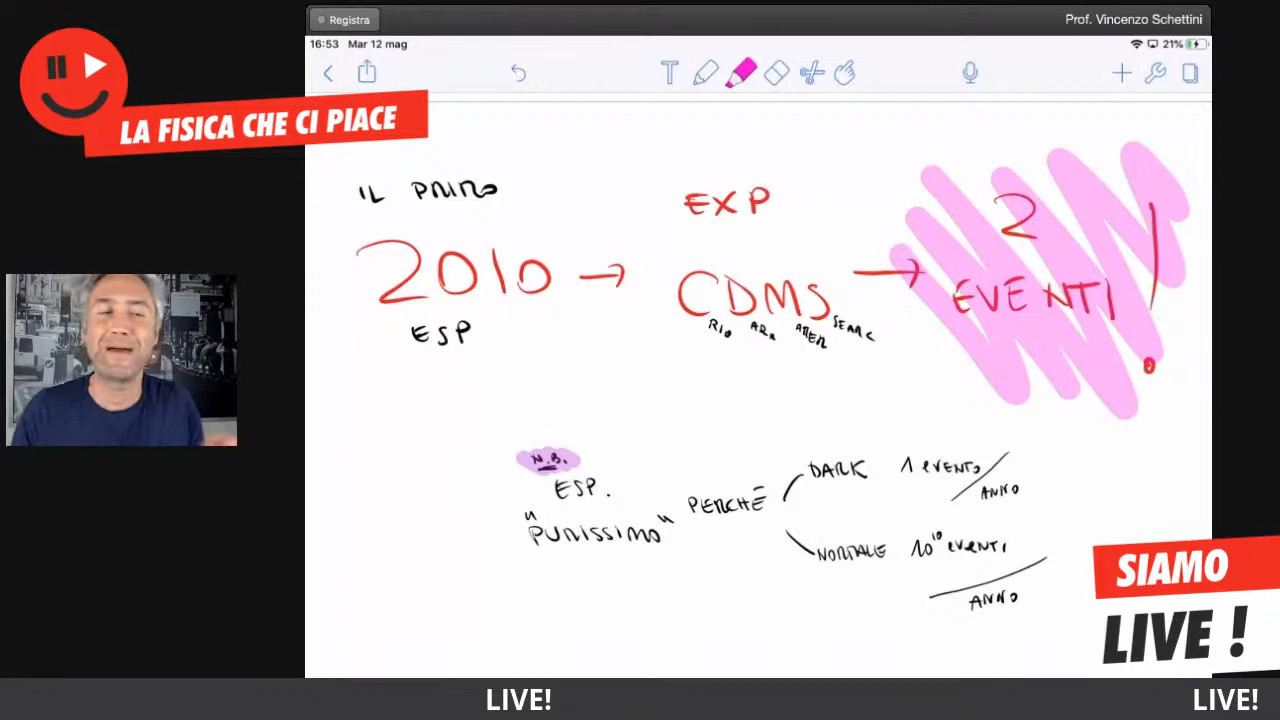 Registra
Prof. Vincenzo Schettini
16:53 Mar 12 mag
21%
LA FISICA CHE CI PIACE
IL PRIMO
2010 →
ESP
EXP
CDMS →
RIO
2
EVENTI !
N.B.
ESP.
"PURISSIMO" PERCHÉ
DARK 1 EVENTO / ANNO
NORMALE 10¹⁰ EVENTI / ANNO
SIAMO
LIVE !
LIVE!
LIVE!